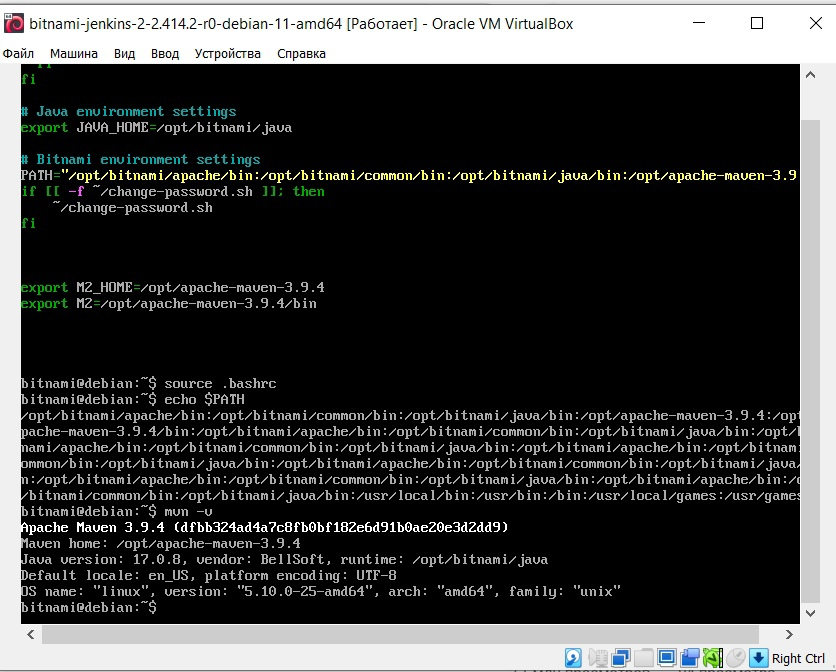 bitnami-jenkins-2-2.414.2-r0-debian-11-amd64 [Работает] - Oracle VM VirtualBox
Файл Машина Вид Ввод Устройства Справка
fi
# Java environment settings
export JAVA_HOME=/opt/bitnami/java
# Bitnami environment settings
PATH="/opt/bitnami/apache/bin:/opt/bitnami/common/bin:/opt/bitnami/java/bin:/opt/apache-maven-3.9
if [[ -f ~/change-password.sh ]]; then
~/change-password.sh
fi
export M2_HOME=/opt/apache-maven-3.9.4
export M2=/opt/apache-maven-3.9.4/bin
bitnami@debian:~$ source .bashrc
bitnami@debian:~$ echo $PATH
/opt/bitnami/apache/bin:/opt/bitnami/common/bin:/opt/bitnami/java/bin:/opt/apache-maven-3.9.4:/opt
pache-maven-3.9.4/bin:/opt/bitnami/apache/bin:/opt/bitnami/common/bin:/opt/bitnami/java/bin:/opt/
nami/apache/bin:/opt/bitnami/common/bin:/opt/bitnami/java/bin:/opt/bitnami/apache/bin:/opt/bitnami
ommon/bin:/opt/bitnami/java/bin:/opt/bitnami/apache/bin:/opt/bitnami/common/bin:/opt/bitnami/java/
n:/opt/bitnami/apache/bin:/opt/bitnami/common/bin:/opt/bitnami/java/bin:/opt/bitnami/apache/bin:/o
/bitnami/common/bin:/opt/bitnami/java/bin:/usr/local/bin:/usr/bin:/bin:/usr/local/games:/usr/games
bitnami@debian:~$ mvn -v
Apache Maven 3.9.4 (dfbb324ad4a7c8fb0bf182e6d91b0ae20e3d2dd9)
Maven home: /opt/apache-maven-3.9.4
Java version: 17.0.8, vendor: BellSoft, runtime: /opt/bitnami/java
Default locale: en_US, platform encoding: UTF-8
OS name: "linux", version: "5.10.0-25-amd64", arch: "amd64", family: "unix"
bitnami@debian:~$
Right Ctrl